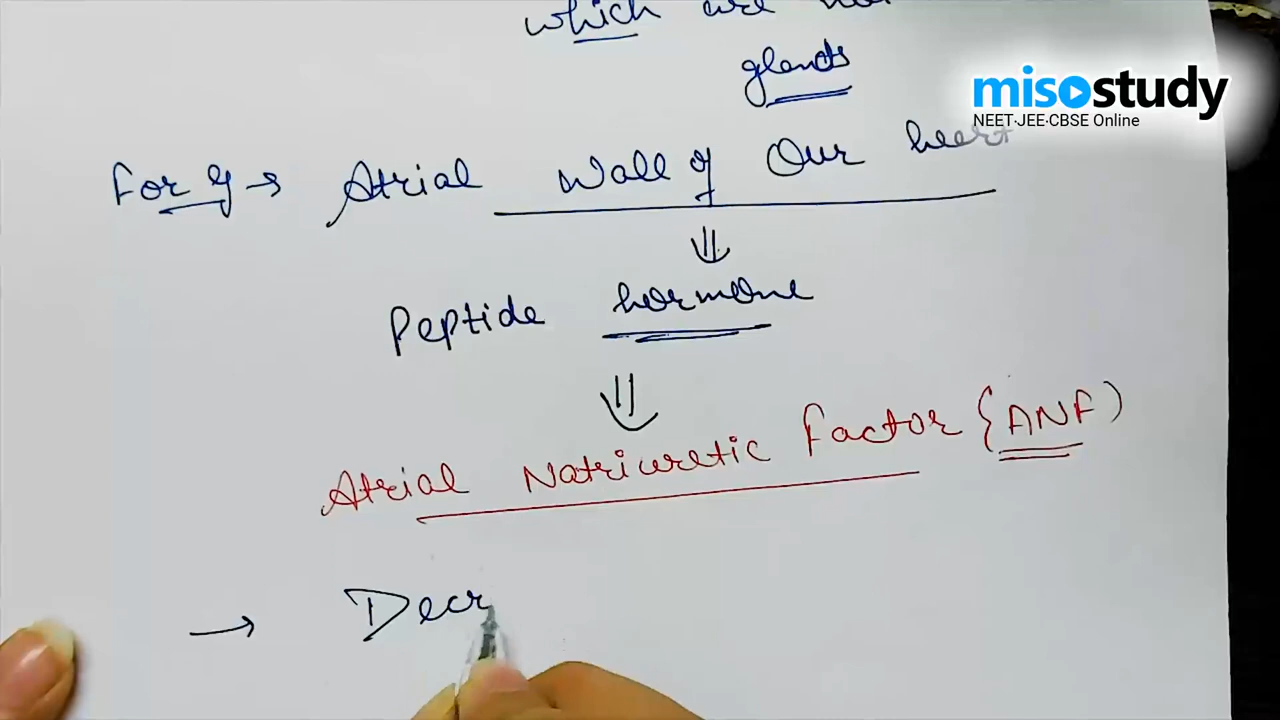 which are
glands
misostudy
NEET·JEE·CBSE Online
For eg → Atrial Wall of Our heart
⇓
Peptide hormone
⇓
Atrial Natriuretic Factor {ANF)
→ Decr